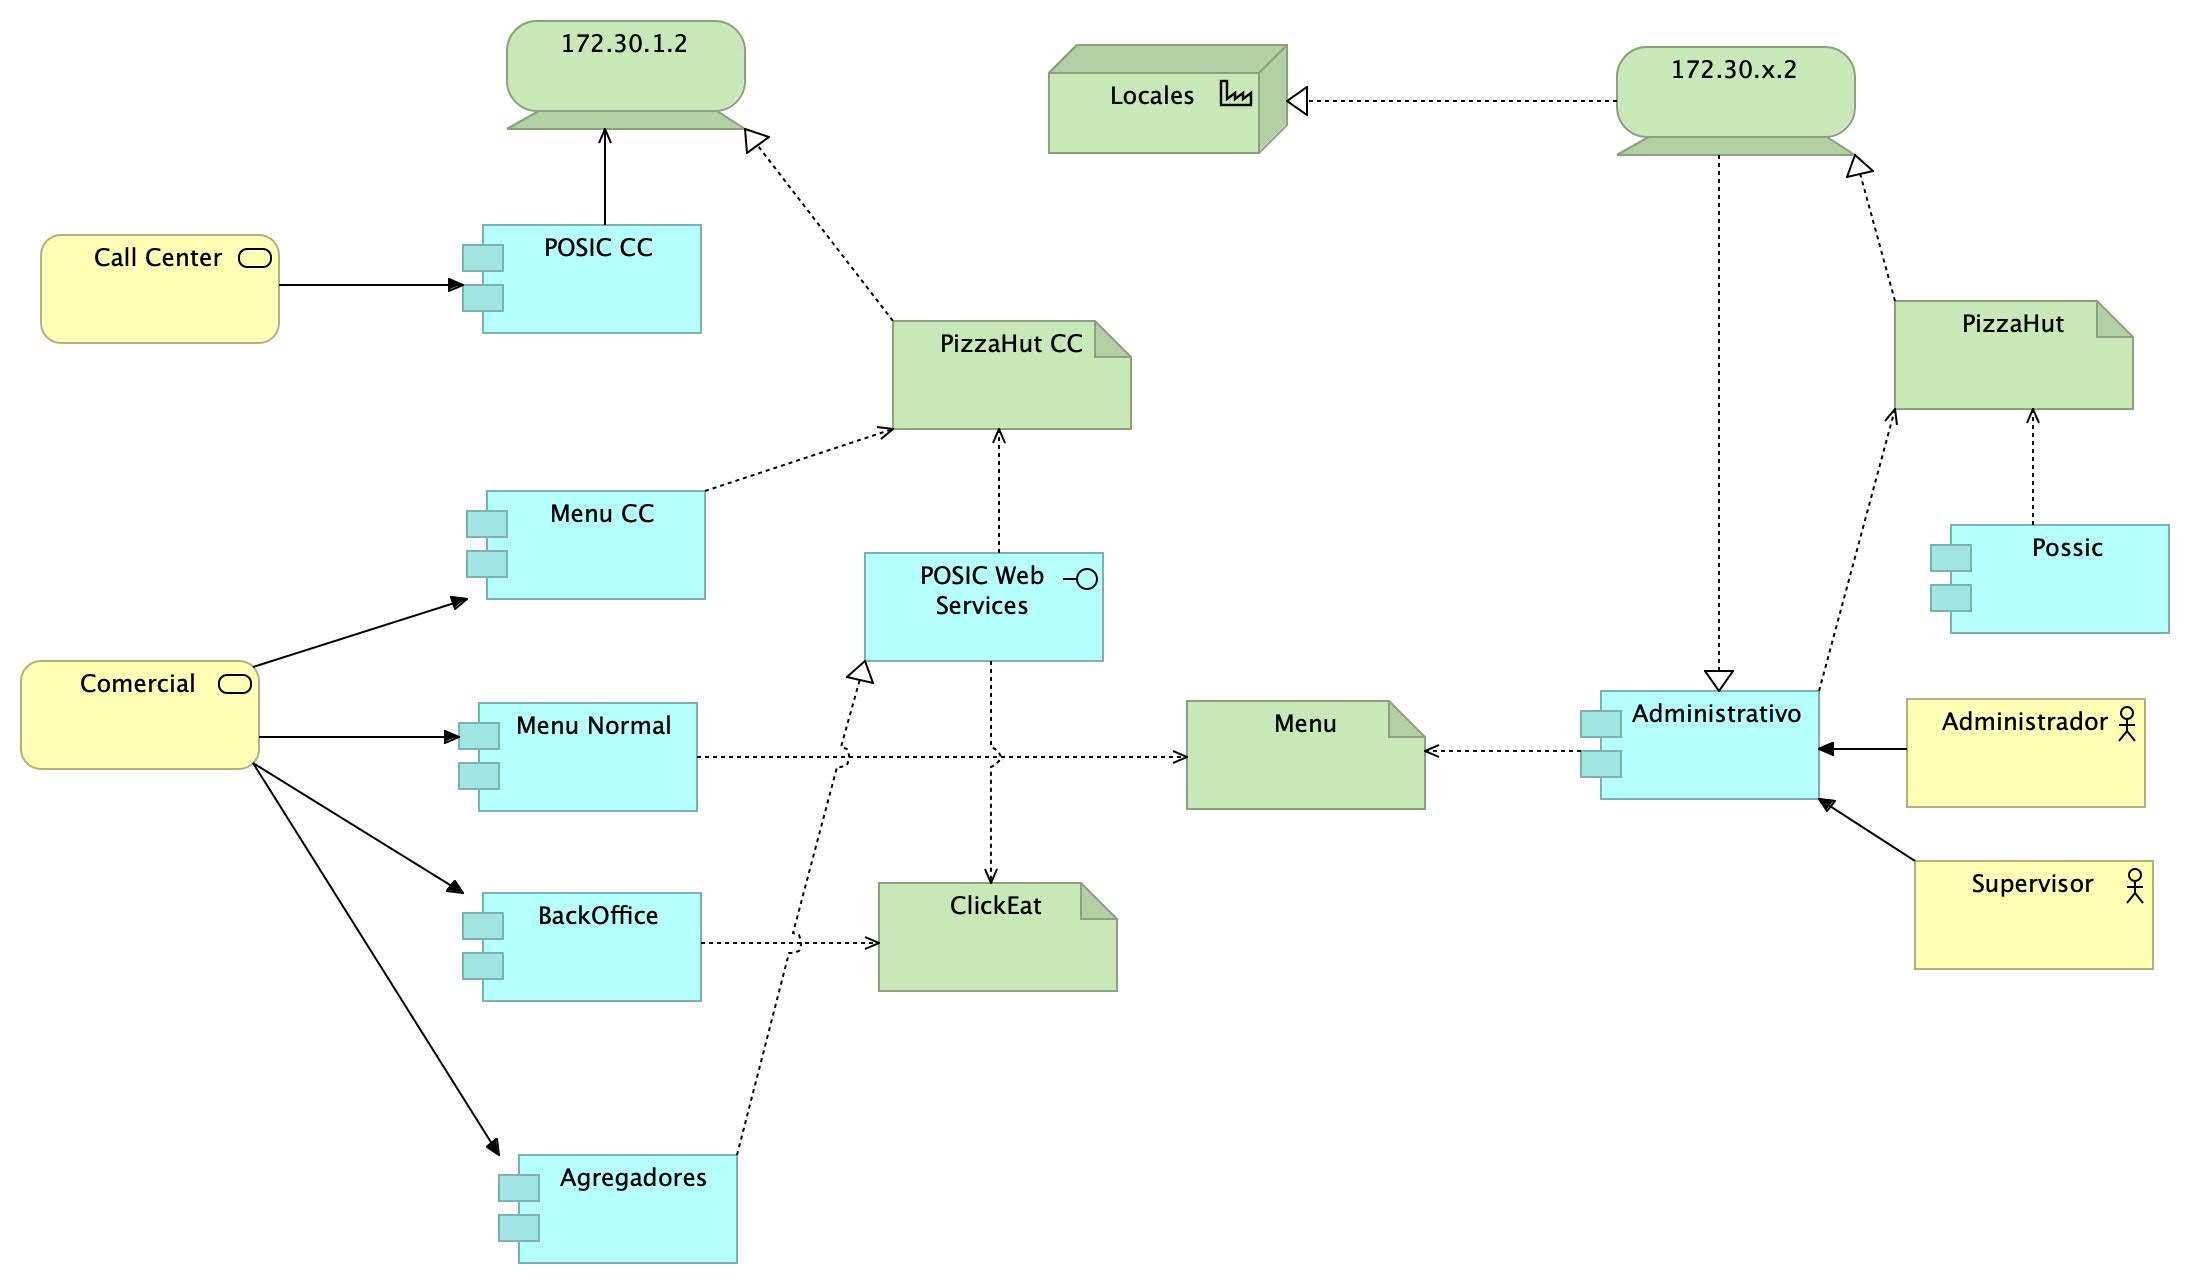 172.30.1.2
Locales
172.30.x.2
Call Center
POSIC CC
PizzaHut CC
PizzaHut
Menu CC
POSIC Web
Services
Possic
Comercial
Menu Normal
Menu
Administrativo
Administrador
BackOffice
ClickEat
Supervisor
Agregadores